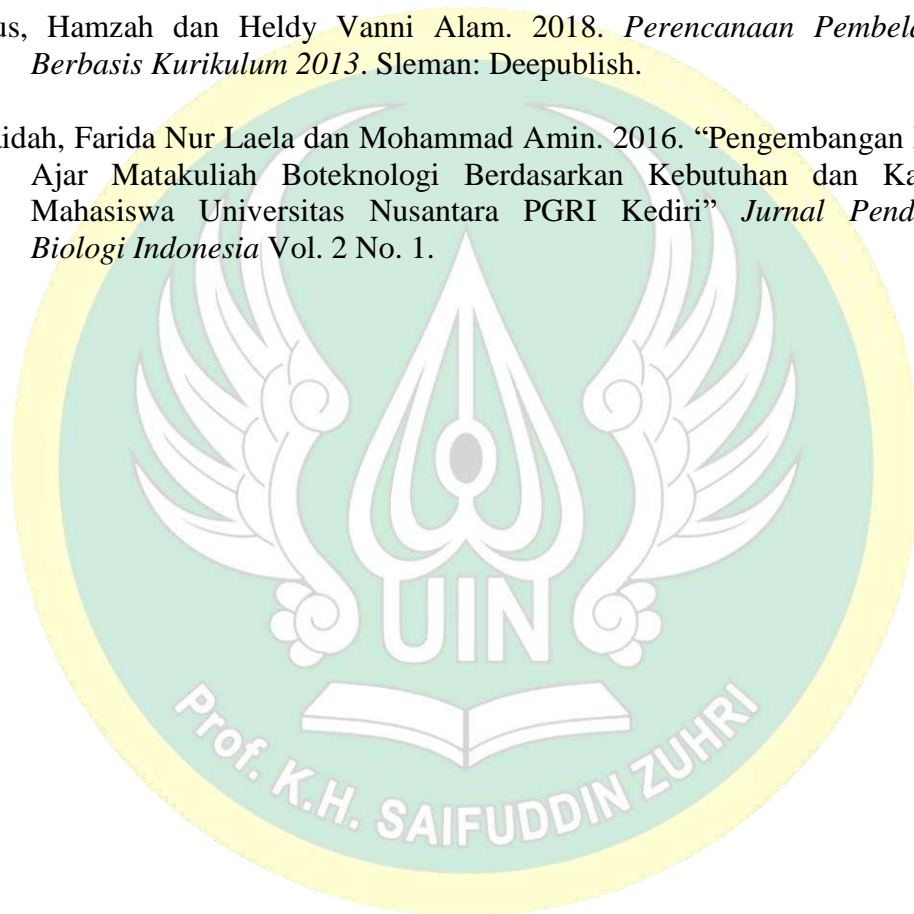 us, Hamzah dan Heldy Vanni Alam. 2018. Perencanaan Pembela
Berbasis Kurikulum 2013. Sleman: Deepublish.
aidah, Farida Nur Laela dan Mohammad Amin. 2016. “Pengembangan
Ajar Matakuliah Boteknologi Berdasarkan Kebutuhan dan Ka
Mahasiswa Universitas Nusantara PGRI Kediri” Jurnal Pend
Biologi Indonesia Vol. 2 No. 1.
UIN
Prof. K.H. SAIFUDDIN ZUHRI